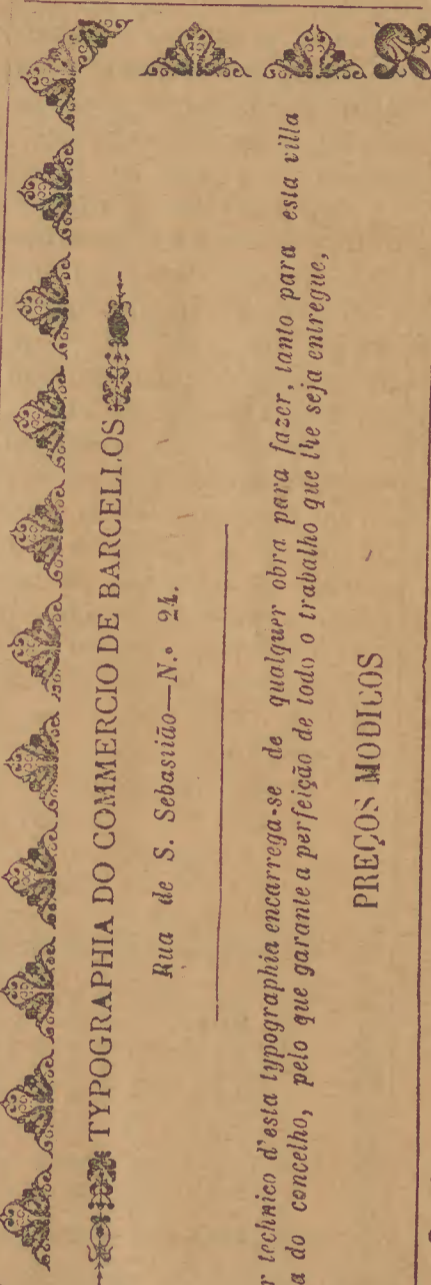 TYPOGRAPHIA DO COMMERCIO DE BARCELLOS
Rua de S. Sebastião—N.º 24.
technico d'esta typographia encarrega-se de qualquer obra para fazer, tanto para esta villa
do concelho, pelo que garante a perfeição de todo o trabalho que lhe seja entregue,
PREÇOS MODICOS